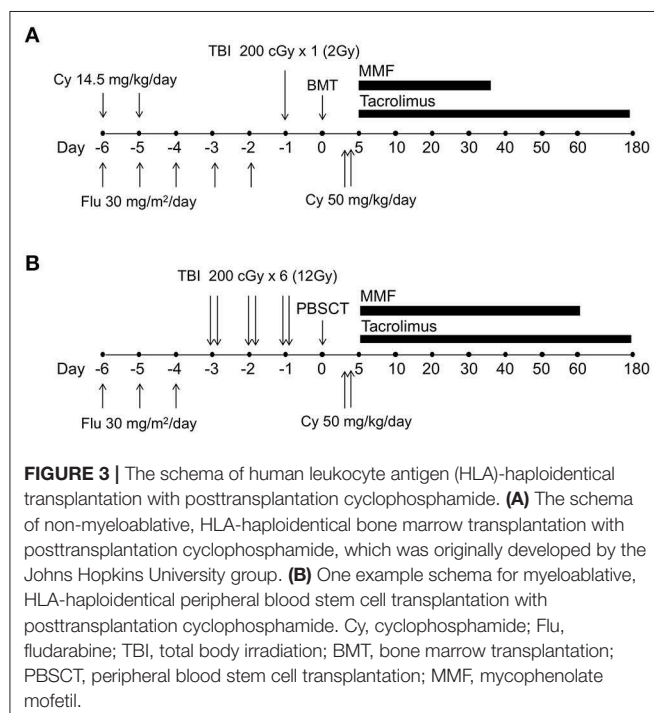 A
TBI 200 cGy x 1 (2Gy)
MMF
Cy 14.5 mg/kg/day
BMT
Tacrolimus
Day -6 -5 -4 -3 -2 -1 0 5 10 20 30 40 50 60 180
Flu 30 mg/m²/day
Cy 50 mg/kg/day
B
TBI 200 cGy x 6 (12Gy)
MMF
PBSCT
Tacrolimus
Day -6 -5 -4 -3 -2 -1 0 5 10 20 30 40 50 60 180
Flu 30 mg/m²/day
Cy 50 mg/kg/day
FIGURE 3 | The schema of human leukocyte antigen (HLA)-haploidentical
transplantation with posttransplantation cyclophosphamide. (A) The schema
of non-myeloablative, HLA-haploidentical bone marrow transplantation with
posttransplantation cyclophosphamide, which was originally developed by the
Johns Hopkins University group. (B) One example schema for myeloablative,
HLA-haploidentical peripheral blood stem cell transplantation with
posttransplantation cyclophosphamide. Cy, cyclophosphamide; Flu,
fludarabine; TBI, total body irradiation; BMT, bone marrow transplantation;
PBSCT, peripheral blood stem cell transplantation; MMF, mycophenolate
mofetil.